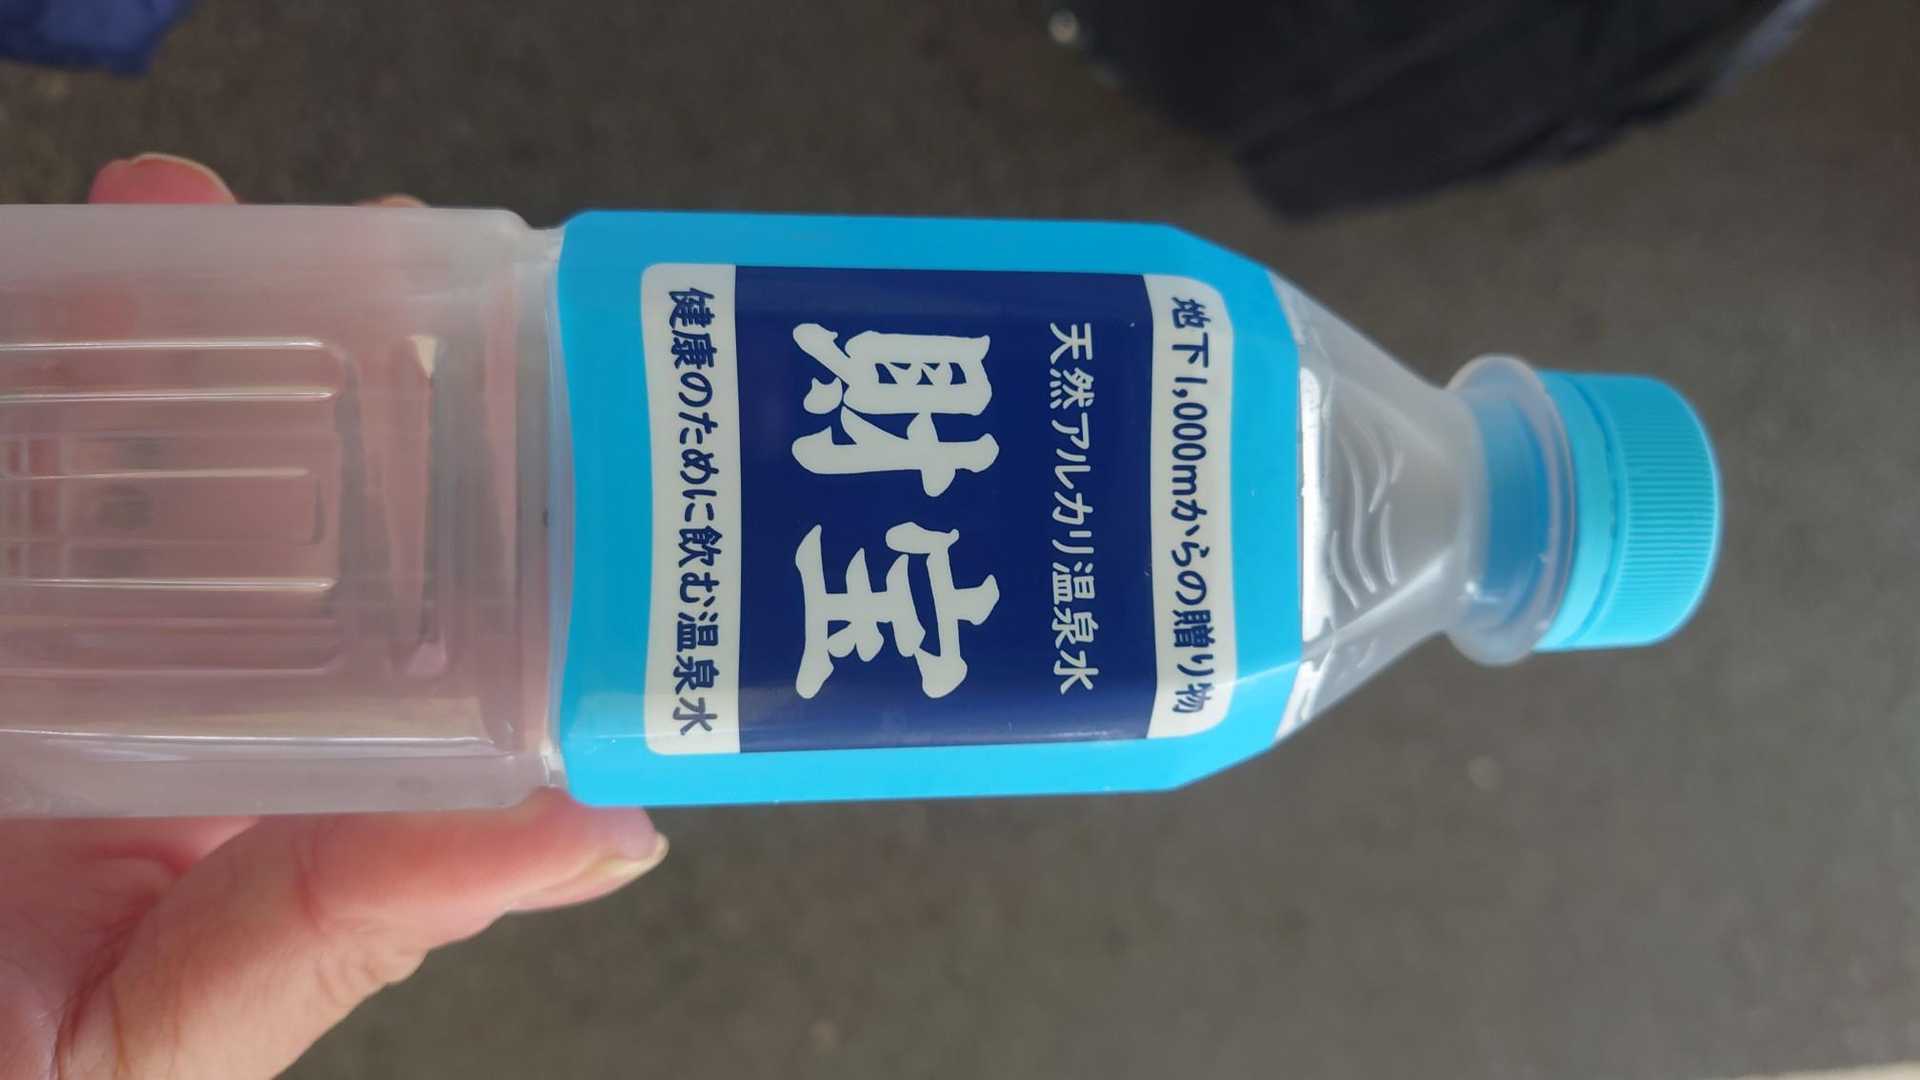 地下1,000mからの贈り物
天然アルカリ温泉水
財宝
健康のために飲む温泉水